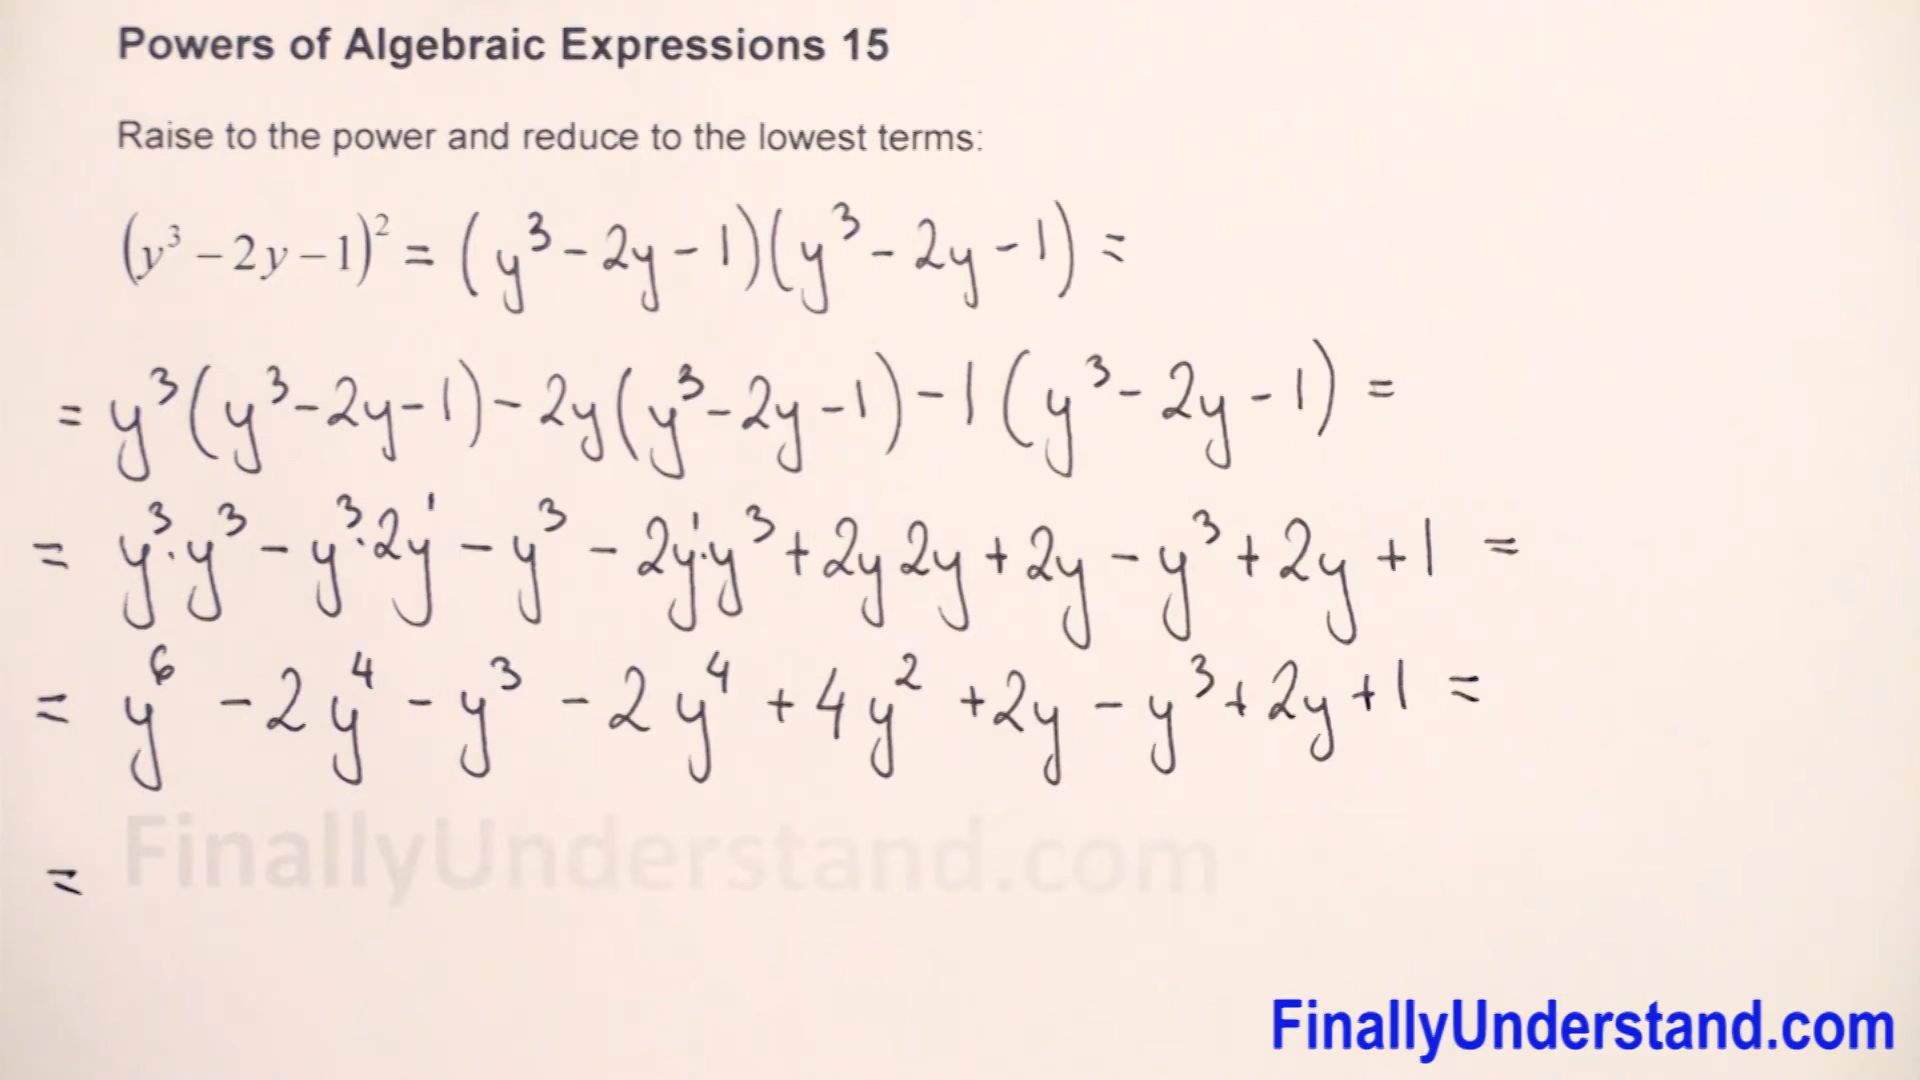 Powers of Algebraic Expressions 15
Raise to the power and reduce to the lowest terms:
(y³ – 2y – 1)² = (y³ - 2y - 1)(y³ - 2y - 1) =
= y³(y³ - 2y - 1) - 2y(y³ - 2y - 1) - 1(y³ - 2y - 1) =
= y³·y³ - y³·2y¹ - y³ - 2y¹·y³ + 2y2y + 2y - y³ + 2y + 1 =
= y⁶ - 2y⁴ - y³ - 2y⁴ + 4y² + 2y - y³ + 2y + 1 =
FinallyUnderstand.com
=
FinallyUnderstand.com